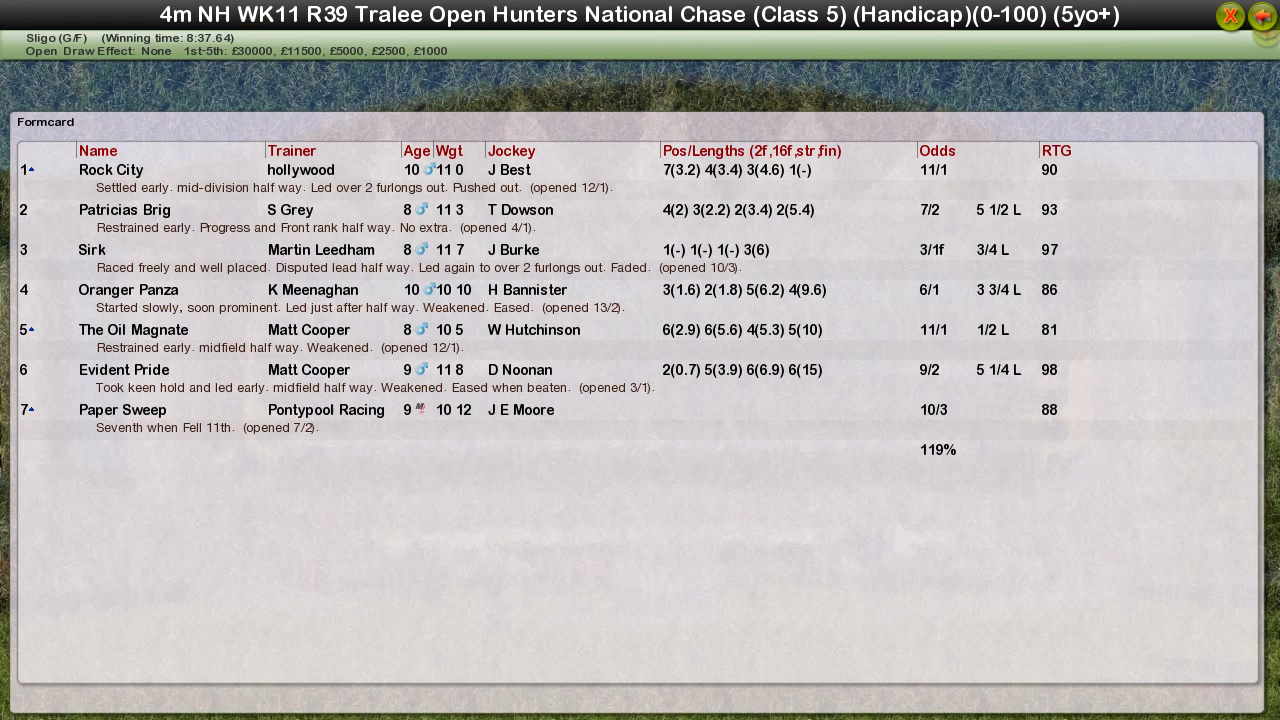 4m NH WK11 R39 Tralee Open Hunters National Chase (Class 5) (Handicap)(0-100) (5yo+)
Sligo (G/F) (Winning time: 8:37.64)
Open Draw Effect: None 1st-5th: £30000, £11500, £5000, £2500, £1000
Formcard
Name Trainer Age Wgt Jockey Pos/Lengths (2f,16f,str,fin) Odds RTG
1 Rock City hollywood 10 11 0 J Best 7(3.2) 4(3.4) 3(4.6) 1(-) 11/1 90
Settled early. mid-division half way. Led over 2 furlongs out. Pushed out. (opened 12/1).
2 Patricias Brig S Grey 8 11 3 T Dowson 4(2) 3(2.2) 2(3.4) 2(5.4) 7/2 5 1/2 L 93
Restrained early. Progress and Front rank half way. No extra. (opened 4/1).
3 Sirk Martin Leedham 8 11 7 J Burke 1(-) 1(-) 1(-) 3(6) 3/1f 3/4 L 97
Raced freely and well placed. Disputed lead half way. Led again to over 2 furlongs out. Faded. (opened 10/3).
4 Oranger Panza K Meenaghan 10 10 10 H Bannister 3(1.6) 2(1.8) 5(6.2) 4(9.6) 6/1 3 3/4 L 86
Started slowly, soon prominent. Led just after half way. Weakened. Eased. (opened 13/2).
5 The Oil Magnate Matt Cooper 8 10 5 W Hutchinson 6(2.9) 6(5.6) 4(5.3) 5(10) 11/1 1/2 L 81
Restrained early. midfield half way. Weakened. (opened 12/1).
6 Evident Pride Matt Cooper 9 11 8 D Noonan 2(0.7) 5(3.9) 6(6.9) 6(15) 9/2 5 1/4 L 98
Took keen hold and led early. midfield half way. Weakened. Eased when beaten. (opened 3/1).
7 Paper Sweep Pontypool Racing 9 10 12 J E Moore 10/3 88
Seventh when Fell 11th. (opened 7/2).
119%